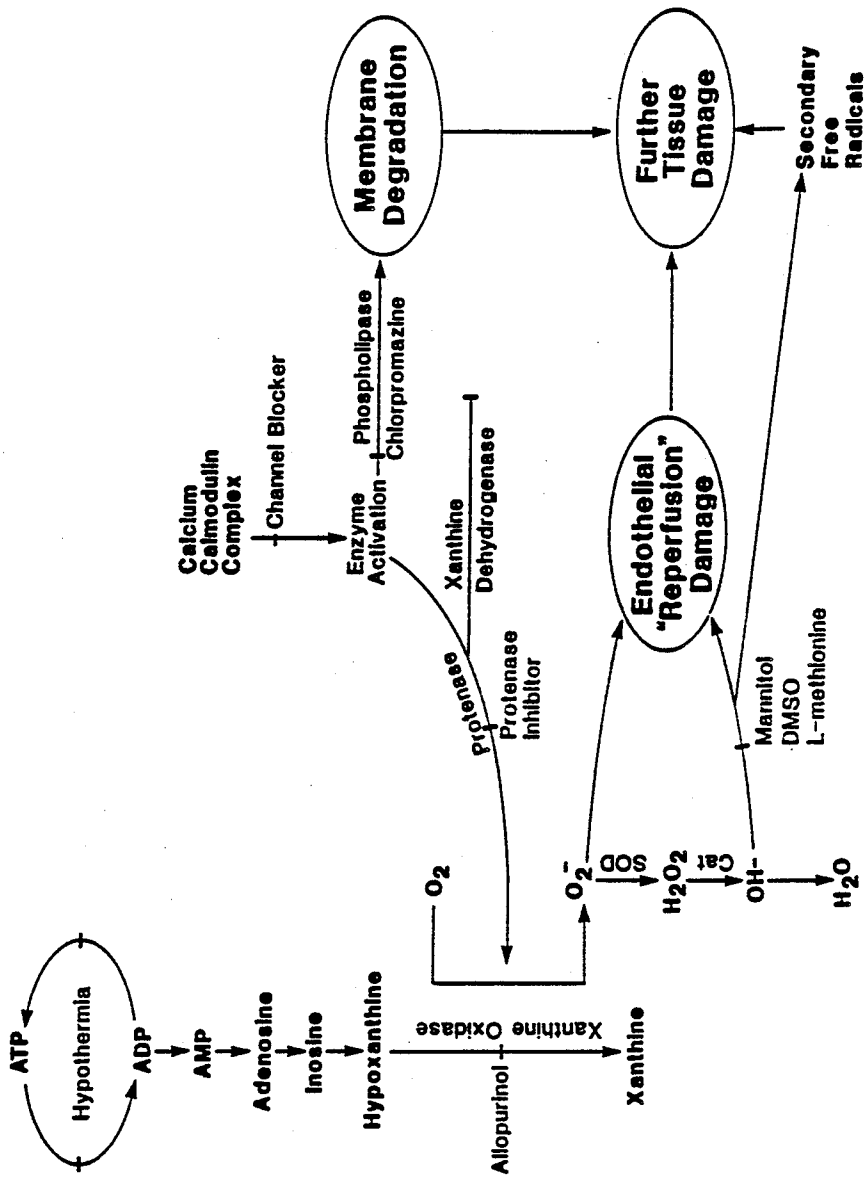 ATP
Hypothermia
ADP
AMP
Adenosine
Inosine
Hypoxanthine
Allopurinol
Xanthine Oxidase
Xanthine
Calcium
Calmodulin
Complex
Channel Blocker
Enzyme
Activation
Phospholipase
Chlorpromazine
Membrane
Degradation
Protenase
Protenase
Inhibitor
Xanthine
Dehydrogenase
O2
O2-
SOD
H2O2
Cat
OH-
H2O
Mannitol
DMSO
L-methionine
Endothelial
"Reperfusion"
Damage
Further
Tissue
Damage
Secondary
Free
Radicals